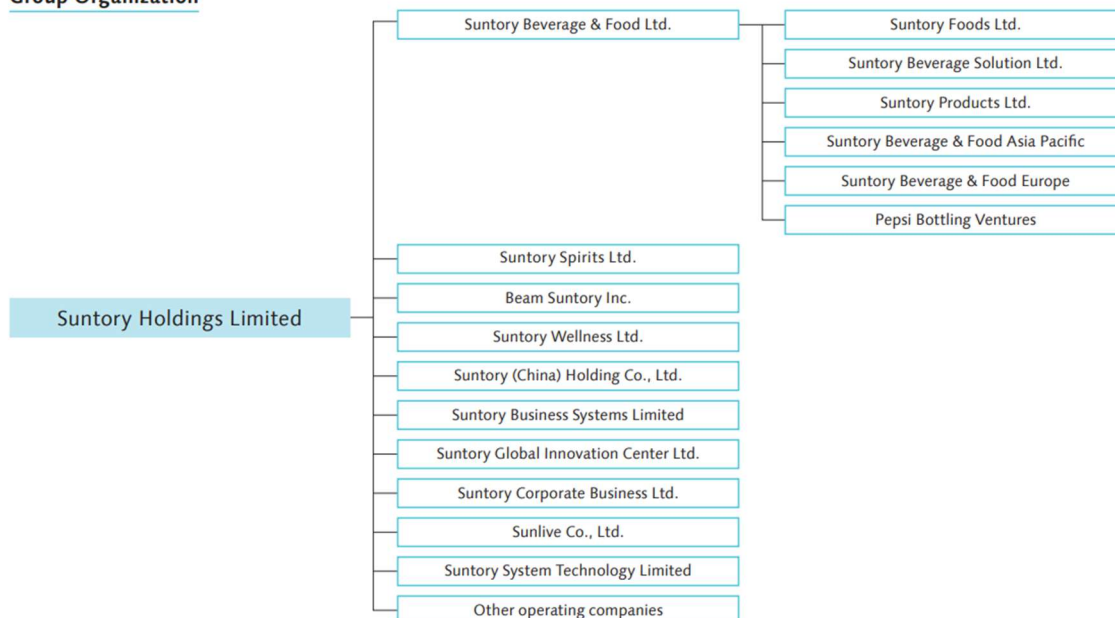 Group Organization
Suntory Beverage & Food Ltd.
Suntory Foods Ltd.
Suntory Beverage Solution Ltd.
Suntory Products Ltd.
Suntory Beverage & Food Asia Pacific
Suntory Beverage & Food Europe
Pepsi Bottling Ventures
Suntory Spirits Ltd.
Beam Suntory Inc.
Suntory Holdings Limited
Suntory Wellness Ltd.
Suntory (China) Holding Co., Ltd.
Suntory Business Systems Limited
Suntory Global Innovation Center Ltd.
Suntory Corporate Business Ltd.
Sunlive Co., Ltd.
Suntory System Technology Limited
Other operating companies